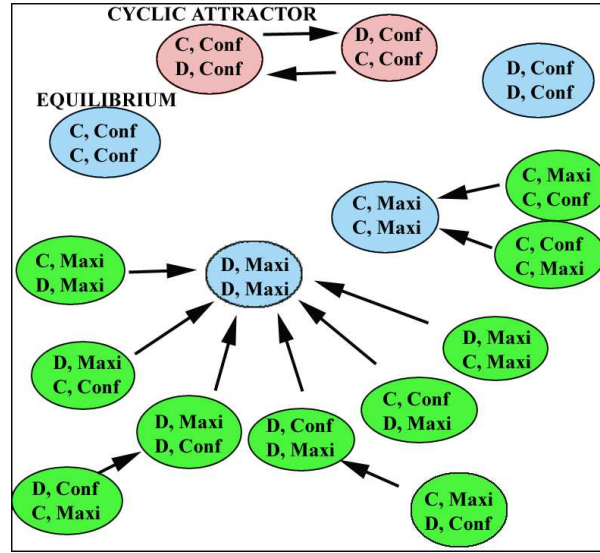 CYCLIC ATTRACTOR
C, Conf
D, Conf
D, Conf
C, Conf
D, Conf
D, Conf
EQUILIBRIUM
C, Conf
C, Conf
C, Maxi
C, Conf
C, Maxi
C, Maxi
C, Conf
C, Maxi
C, Maxi
D, Maxi
D, Maxi
D, Maxi
D, Maxi
C, Maxi
D, Maxi
C, Conf
C, Conf
D, Maxi
D, Maxi
D, Conf
D, Conf
D, Maxi
D, Conf
C, Maxi
C, Maxi
D, Conf